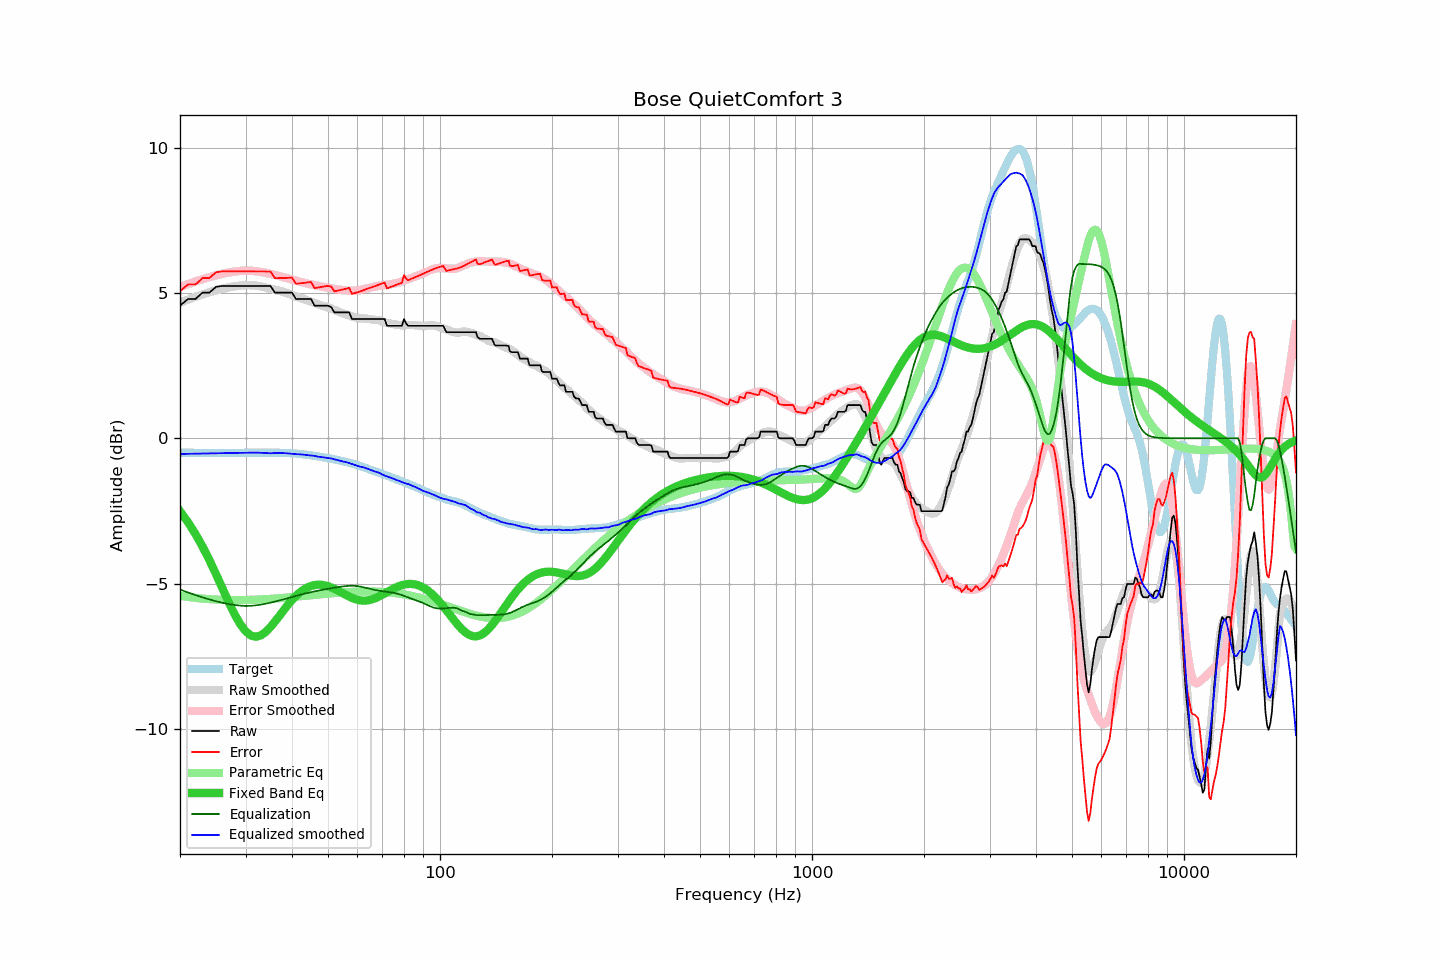 Bose QuietComfort 3
Amplitude (dBr)
10
5
0
−5
−10
Target
Raw Smoothed
Error Smoothed
Raw
Error
Parametric Eq
Fixed Band Eq
Equalization
Equalized smoothed
100
1000
10000
Frequency (Hz)